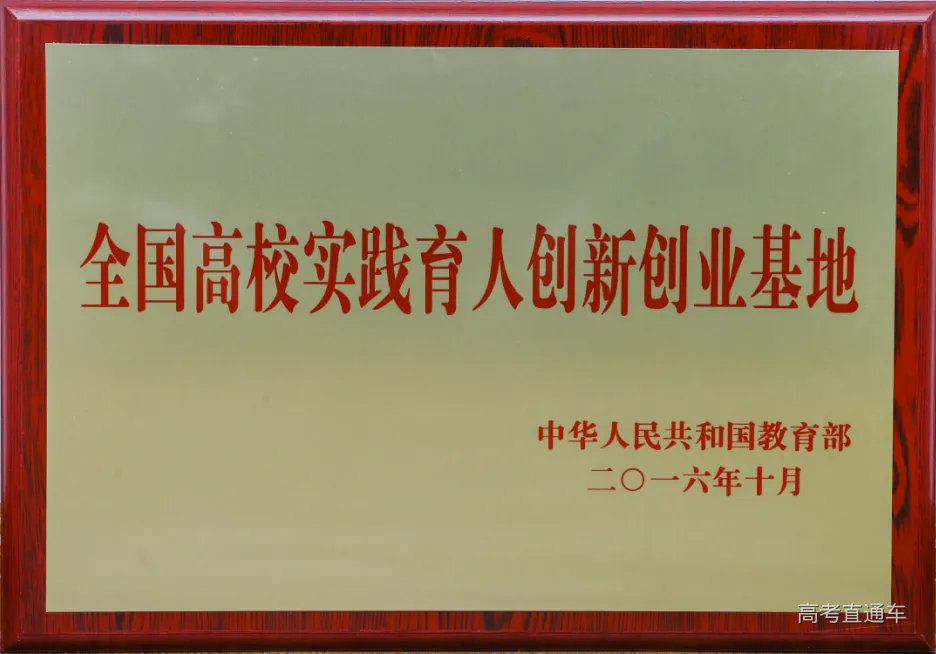 全国高校实践育人创新创业基地
中华人民共和国教育部
二〇一六年十月
高考直通车